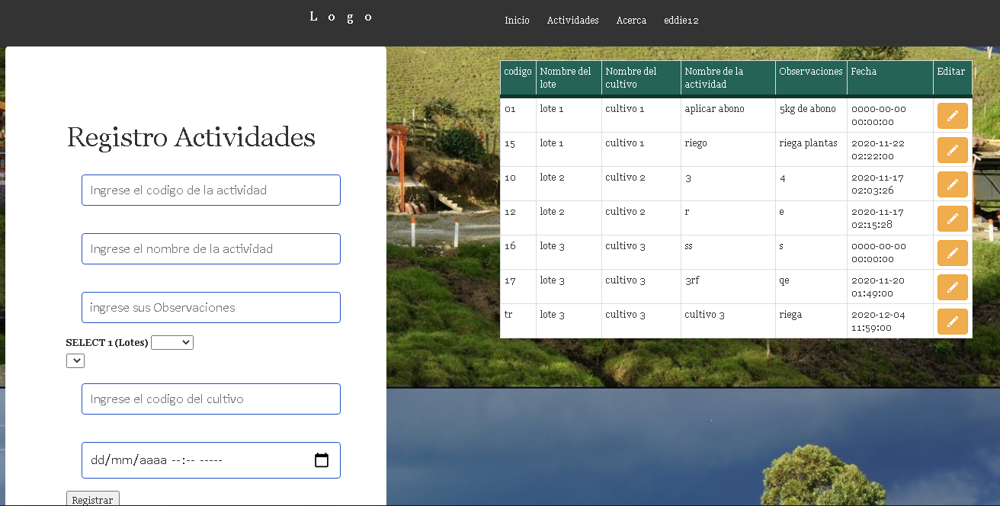 Logo
Inicio Actividades Acerca eddie12
Registro Actividades
Ingrese el codigo de la actividad
Ingrese el nombre de la actividad
ingrese sus Observaciones
SELECT 1 (Lotes)
Ingrese el codigo del cultivo
dd/mm/aaaa --:-- -----
Registrar
codigo Nombre del lote Nombre del cultivo Nombre de la actividad Observaciones Fecha Editar
01 lote 1 cultivo 1 aplicar abono 5kg de abono 0000-00-00 00:00:00
15 lote 1 cultivo 1 riego riega plantas 2020-11-22 02:22:00
10 lote 2 cultivo 2 3 4 2020-11-17 02:03:26
12 lote 2 cultivo 2 r e 2020-11-17 02:15:28
16 lote 3 cultivo 3 ss s 0000-00-00 00:00:00
17 lote 3 cultivo 3 3rf qe 2020-11-20 01:49:00
tr lote 3 cultivo 3 cultivo 3 riega 2020-12-04 11:59:00